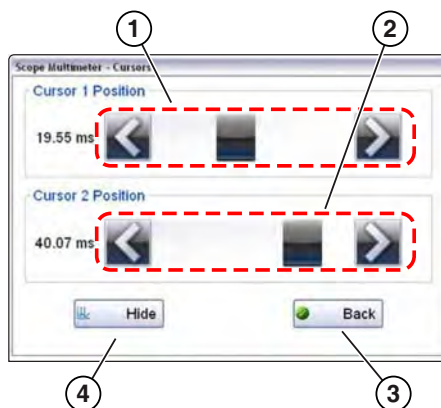 1
2
Scope Multimeter - Cursors
Cursor 1 Position
19.55 ms
Cursor 2 Position
40.07 ms
Hide
Back
4
3